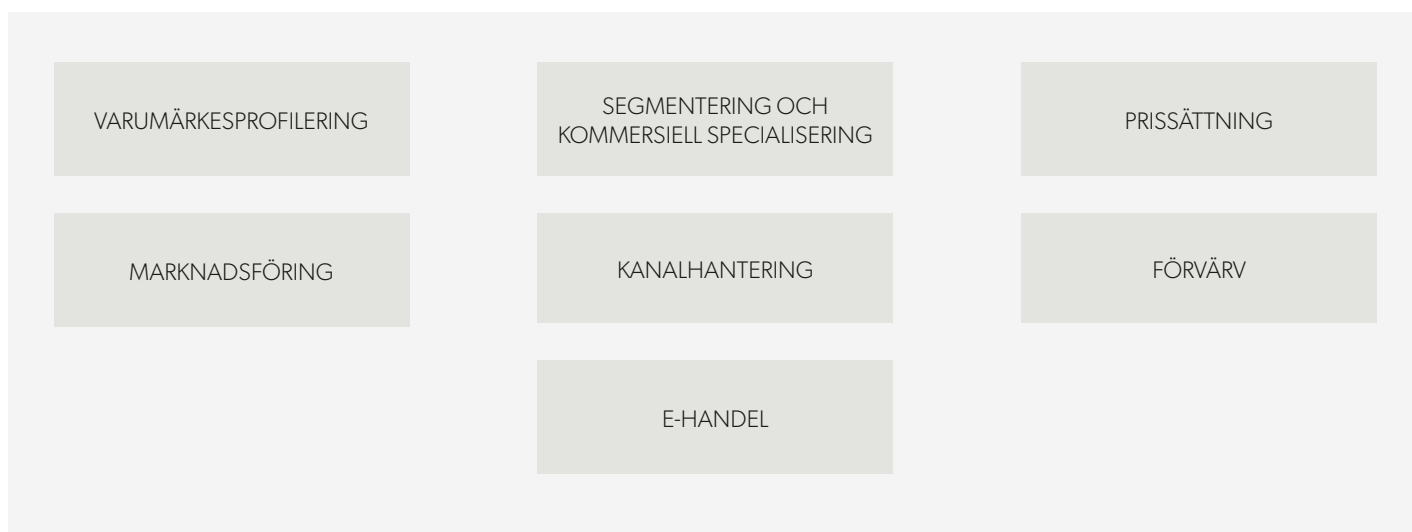 VARUMÄRKESPROFILERING
SEGMENTERING OCH
KOMMERSIELL SPECIALISERING
PRISSÄTTNING
MARKNADSFÖRING
KANALHANTERING
FÖRVÄRV
E-HANDEL